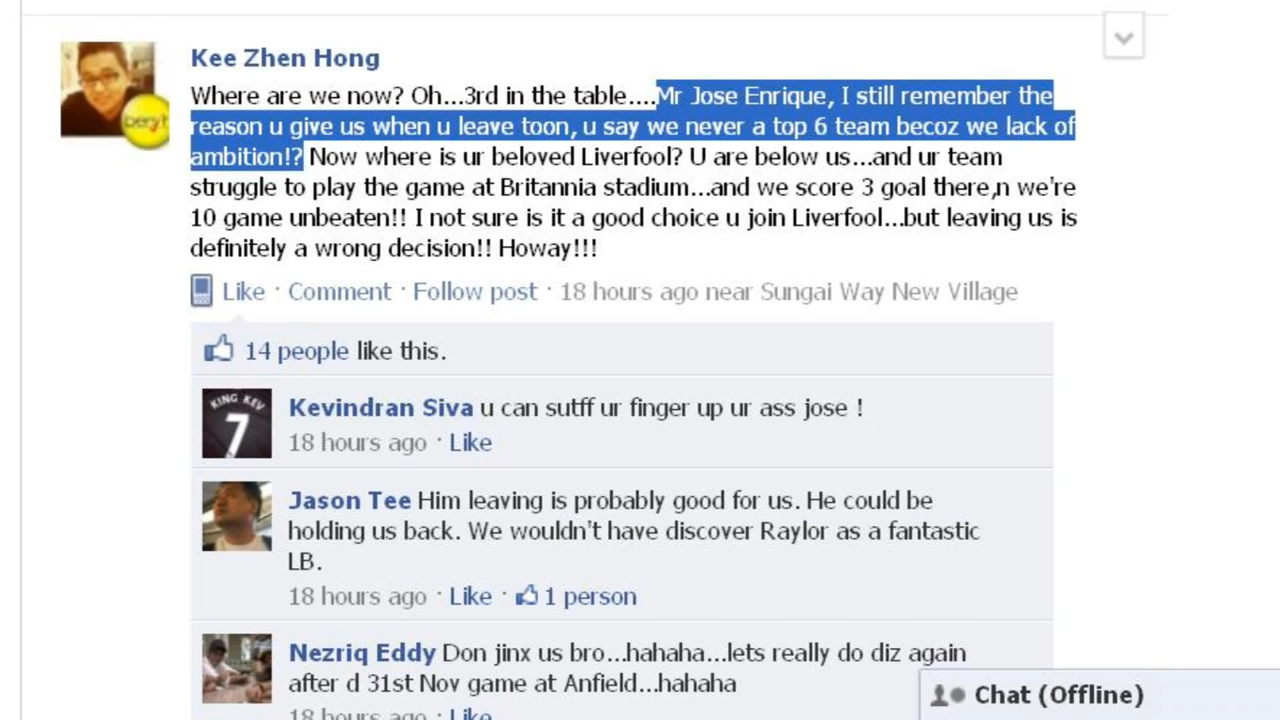 Kee Zhen Hong
Where are we now? Oh...3rd in the table....Mr Jose Enrique, I still remember the
reason u give us when u leave toon, u say we never a top 6 team becoz we lack of
ambition!? Now where is ur beloved Liverfool? U are below us...and ur team
struggle to play the game at Britannia stadium...and we score 3 goal there,n we're
10 game unbeaten!! I not sure is it a good choice u join Liverfool...but leaving us is
definitely a wrong decision!! Howay!!!
Like · Comment · Follow post · 18 hours ago near Sungai Way New Village
14 people like this.
KING KEV
7
Kevindran Siva u can sutff ur finger up ur ass jose !
18 hours ago · Like
Jason Tee Him leaving is probably good for us. He could be
holding us back. We wouldn't have discover Raylor as a fantastic
LB.
18 hours ago · Like · 1 person
Nezriq Eddy Don jinx us bro...hahaha...lets really do diz again
after d 31st Nov game at Anfield...hahaha
18 hours ago · Like
Chat (Offline)